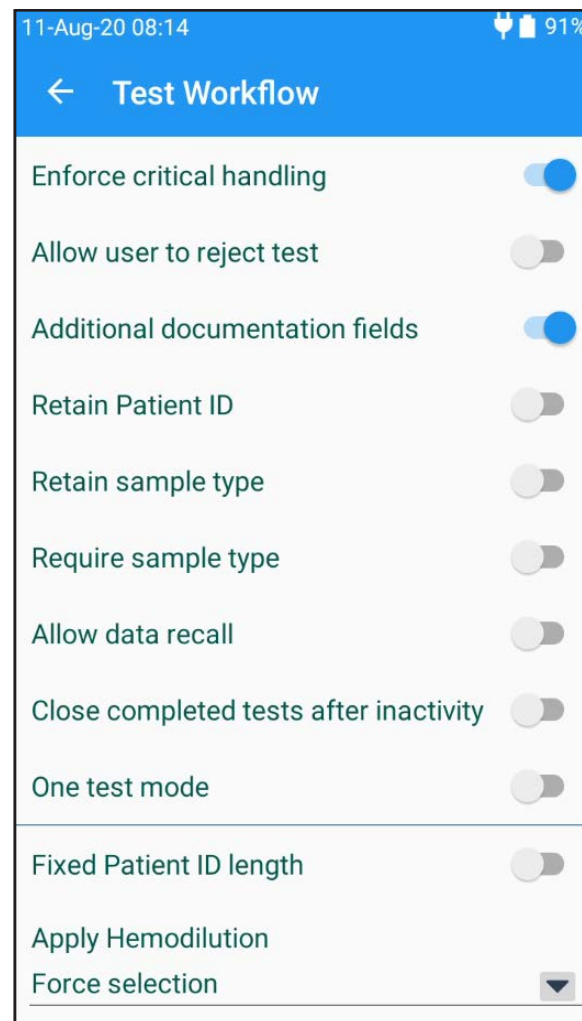 11-Aug-20 08:14 91%
← Test Workflow
Enforce critical handling
Allow user to reject test
Additional documentation fields
Retain Patient ID
Retain sample type
Require sample type
Allow data recall
Close completed tests after inactivity
One test mode
Fixed Patient ID length
Apply Hemodilution
Force selection